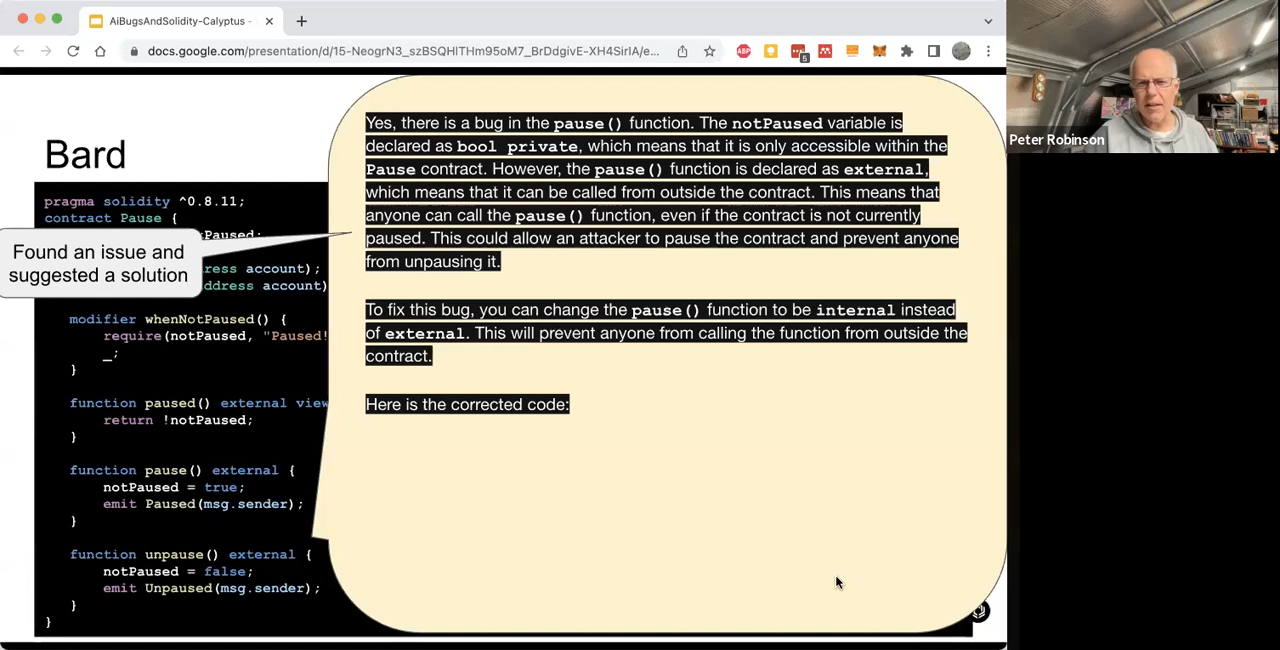 AiBugsAndSolidity-Calyptus -
docs.google.com/presentation/d/15-NeogrN3_szBSQHlTHm95oM7_BrDdgivE-XH4SirIA/e...
ABP
5
Peter Robinson
Bard
pragma solidity ^0.8.11;
contract Pause {
Paused;
Found an issue and
suggested a solution
dress account);
ddress account)
modifier whenNotPaused() {
require(notPaused, "Paused!
_;
}
function paused() external view
return !notPaused;
}
function pause() external {
notPaused = true;
emit Paused(msg.sender);
}
function unpause() external {
notPaused = false;
emit Unpaused(msg.sender);
}
}
Yes, there is a bug in the pause() function. The notPaused variable is
declared as bool private, which means that it is only accessible within the
Pause contract. However, the pause() function is declared as external,
which means that it can be called from outside the contract. This means that
anyone can call the pause() function, even if the contract is not currently
paused. This could allow an attacker to pause the contract and prevent anyone
from unpausing it.
To fix this bug, you can change the pause() function to be internal instead
of external. This will prevent anyone from calling the function from outside the
contract.
Here is the corrected code: